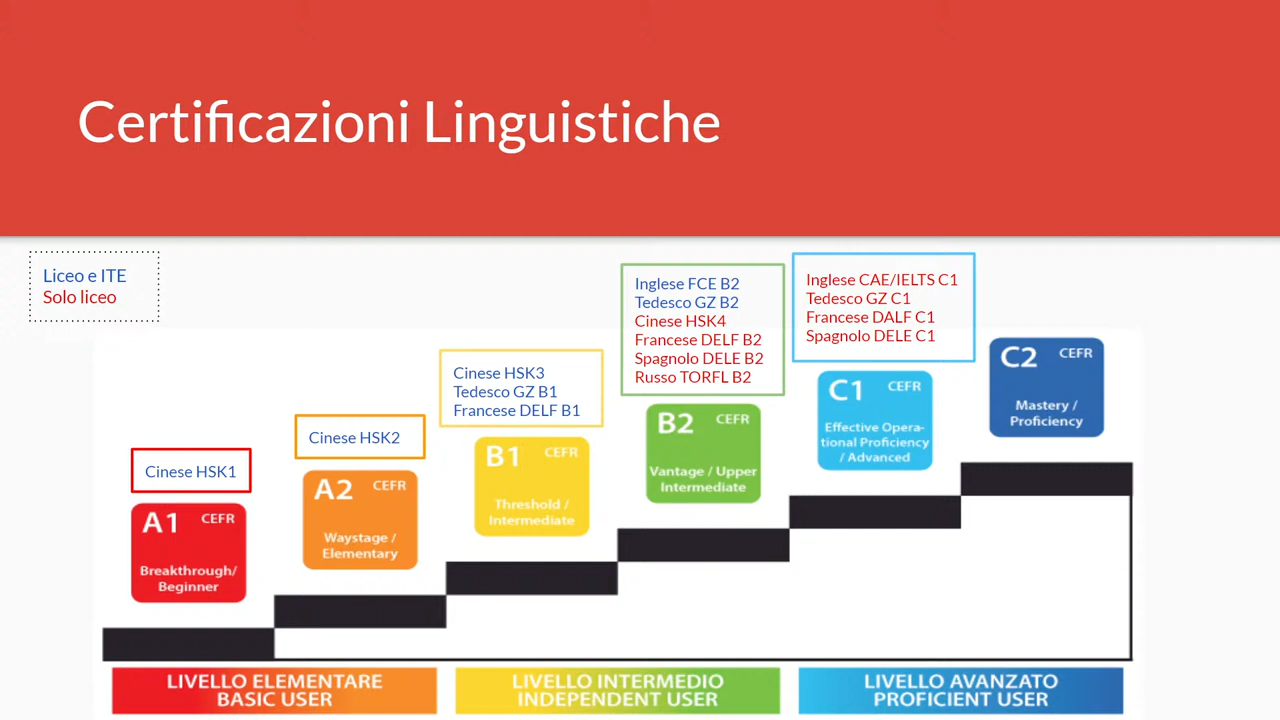 Certificazioni Linguistiche
Liceo e ITE
Solo liceo
Cinese HSK1
A1 CEFR
Breakthrough/
Beginner
Cinese HSK2
A2 CEFR
Waystage /
Elementary
Cinese HSK3
Tedesco GZ B1
Francese DELF B1
B1 CEFR
Threshold /
Intermediate
Inglese FCE B2
Tedesco GZ B2
Cinese HSK4
Francese DELF B2
Spagnolo DELE B2
Russo TORFL B2
B2 CEFR
Vantage / Upper
Intermediate
Inglese CAE/IELTS C1
Tedesco GZ C1
Francese DALF C1
Spagnolo DELE C1
C1 CEFR
Effective Opera-
tional Proficiency
/ Advanced
C2 CEFR
Mastery /
Proficiency
LIVELLO ELEMENTARE
BASIC USER
LIVELLO INTERMEDIO
INDEPENDENT USER
LIVELLO AVANZATO
PROFICIENT USER